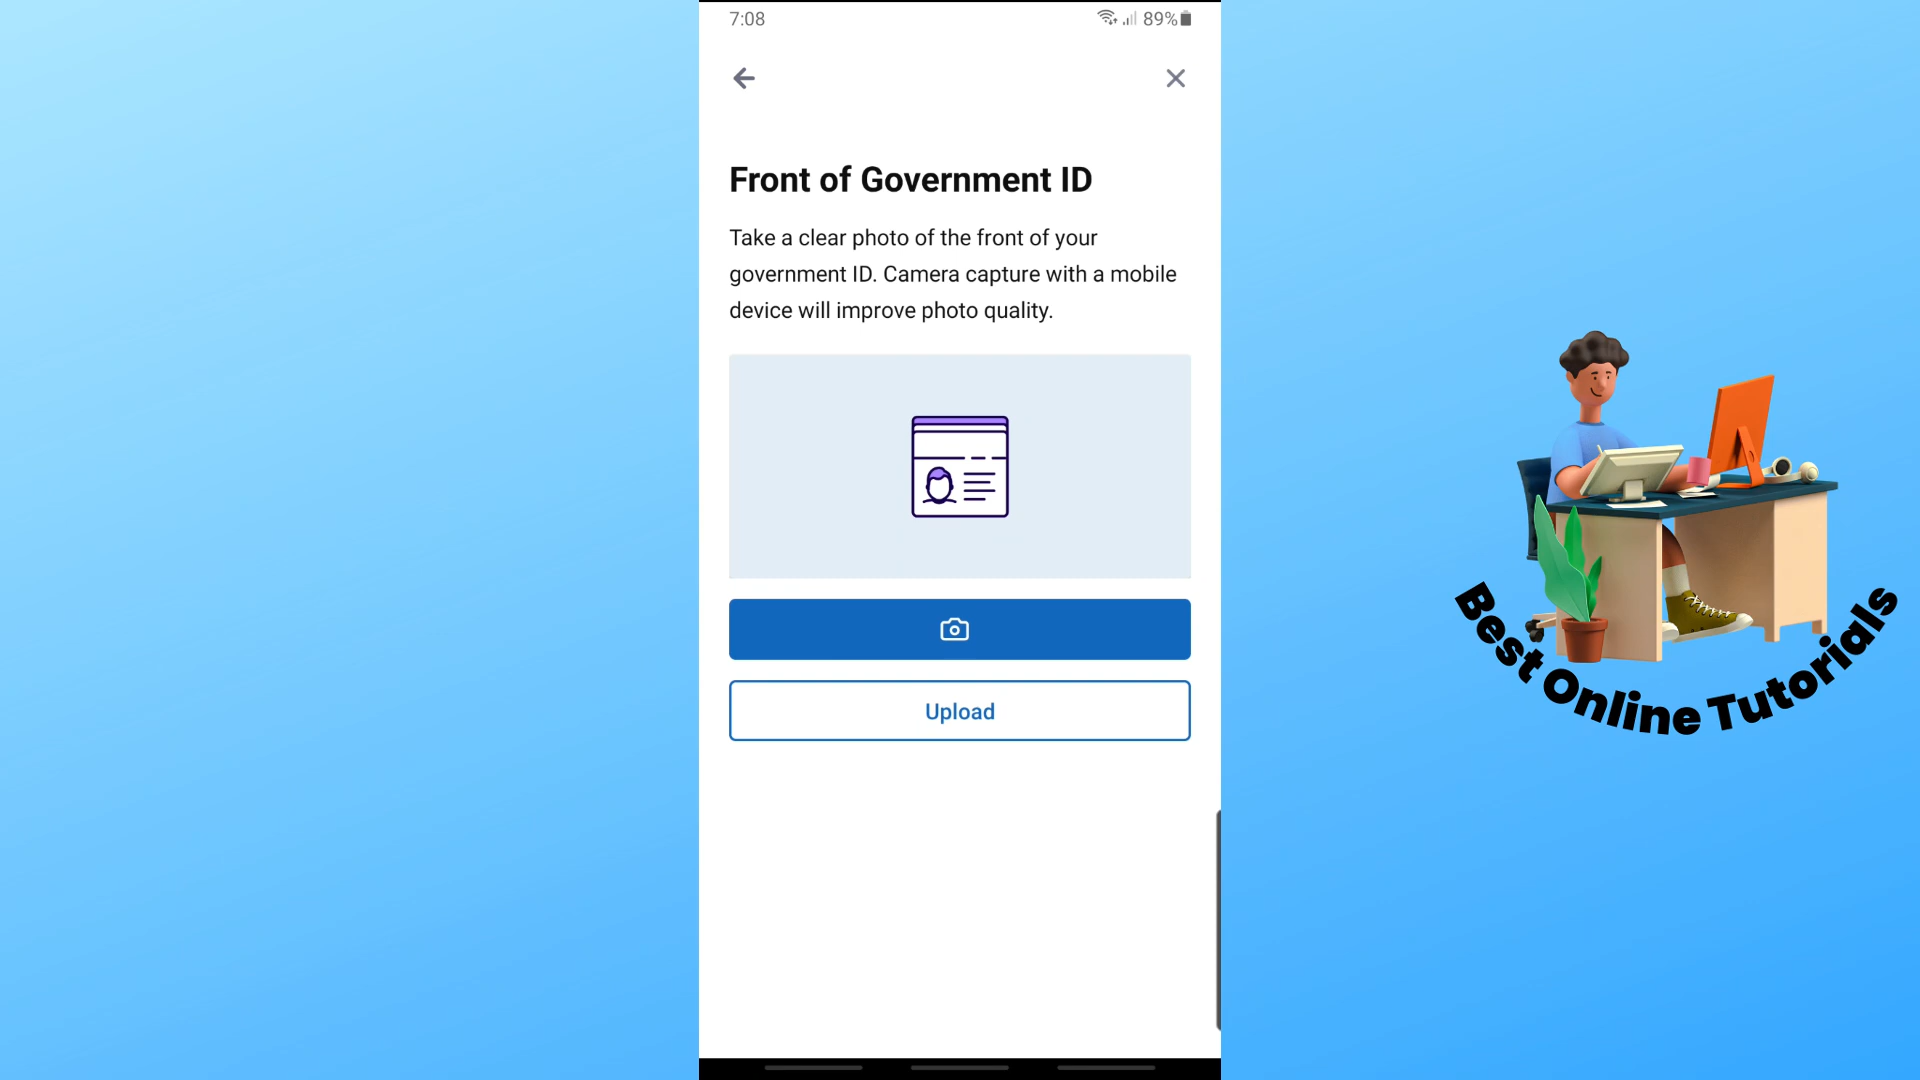 7:08
89%
Front of Government ID
Take a clear photo of the front of your
government ID. Camera capture with a mobile
device will improve photo quality.
Upload
Best Online Tutorials